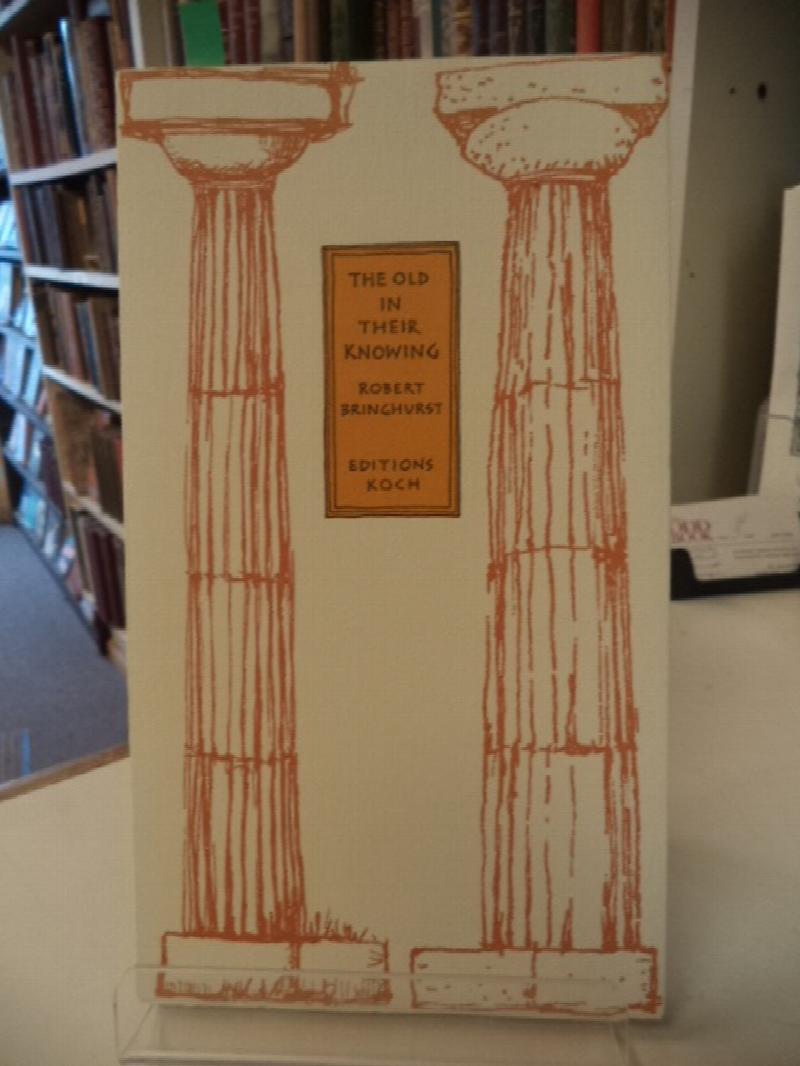 THE OLD
IN
THEIR
KNOWING
ROBERT
BRINGHURST
EDITIONS
KOCH